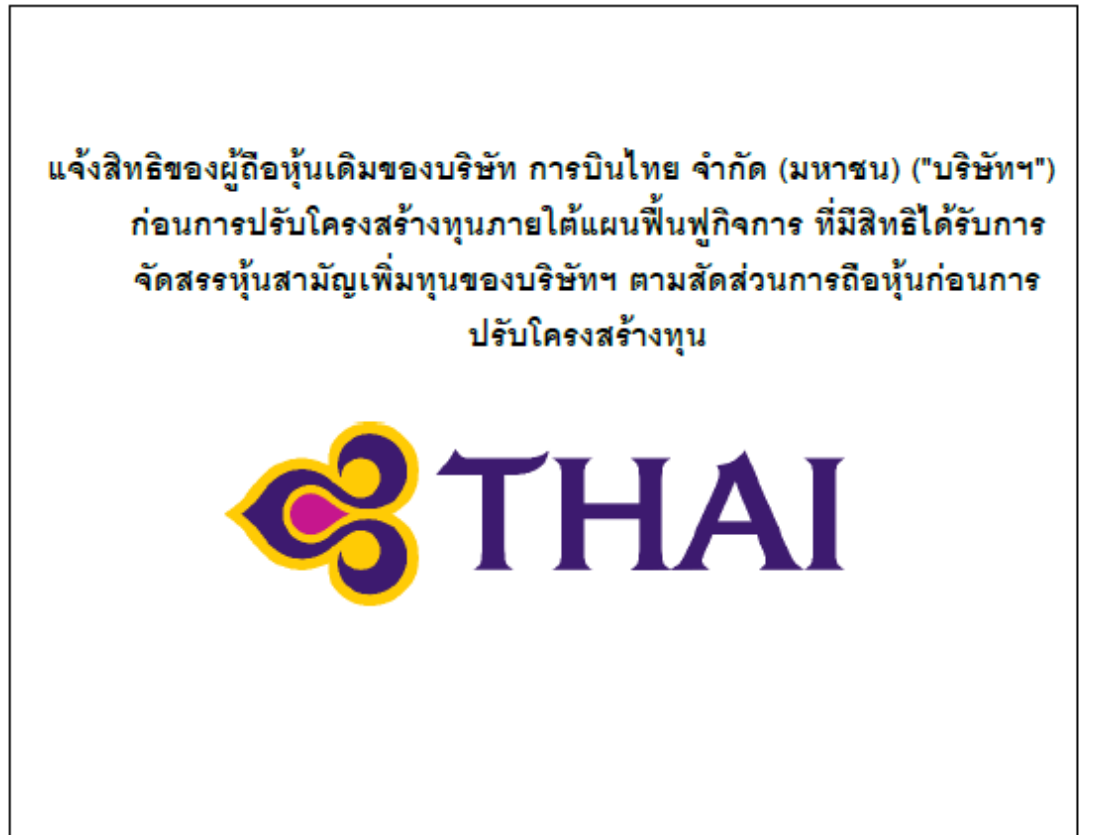 แจ้งสิทธิของผู้ถือหุ้นเดิมของบริษัท การบินไทย จำกัด (มหาชน) ("บริษัทฯ")
ก่อนการปรับโครงสร้างทุนภายใต้แผนฟื้นฟูกิจการ ที่มีสิทธิได้รับการ
จัดสรรหุ้นสามัญเพิ่มทุนของบริษัทฯ ตามสัดส่วนการถือหุ้นก่อนการ
ปรับโครงสร้างทุน
THAI